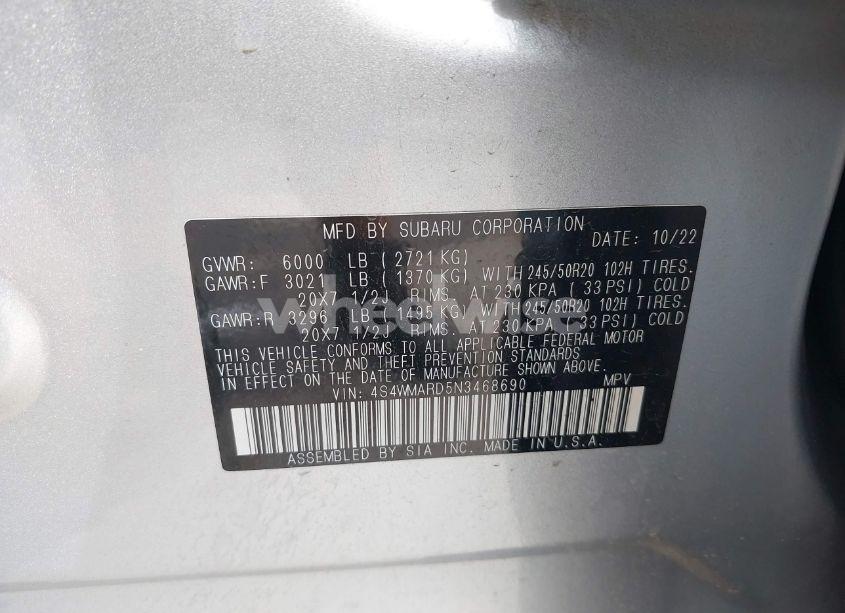 MFD BY SUBARU CORPORATION
DATE: 10/22
GVWR: 6000 LB ( 2721KG)
GAWR:F 3021 LB ( 1370KG) WITH 245/50R20 102H TIRES.
20X7 1/2J RIMS. AT 230 KPA ( 33 PSI) COLD
GAWR:R 3296 LB ( 1495 KG) WITH 245/50R20 102H TIRES.
20X7 1/2J RIMS AT 230 KPA ( 33 PSI) COLD
THIS VEHICLE CONFORMS TO ALL APPLICABLE FEDERAL MOTOR
VEHICLE SAFETY AND THEFT PREVENTION STANDARDS
IN EFFECT ON THE DATE OF MANUFACTURE SHOWN ABOVE.
VIN: 4S4WMARD5N3468690 MPV
ASSEMBLED BY SIA INC. MADE IN U.S.A.
wheelwise